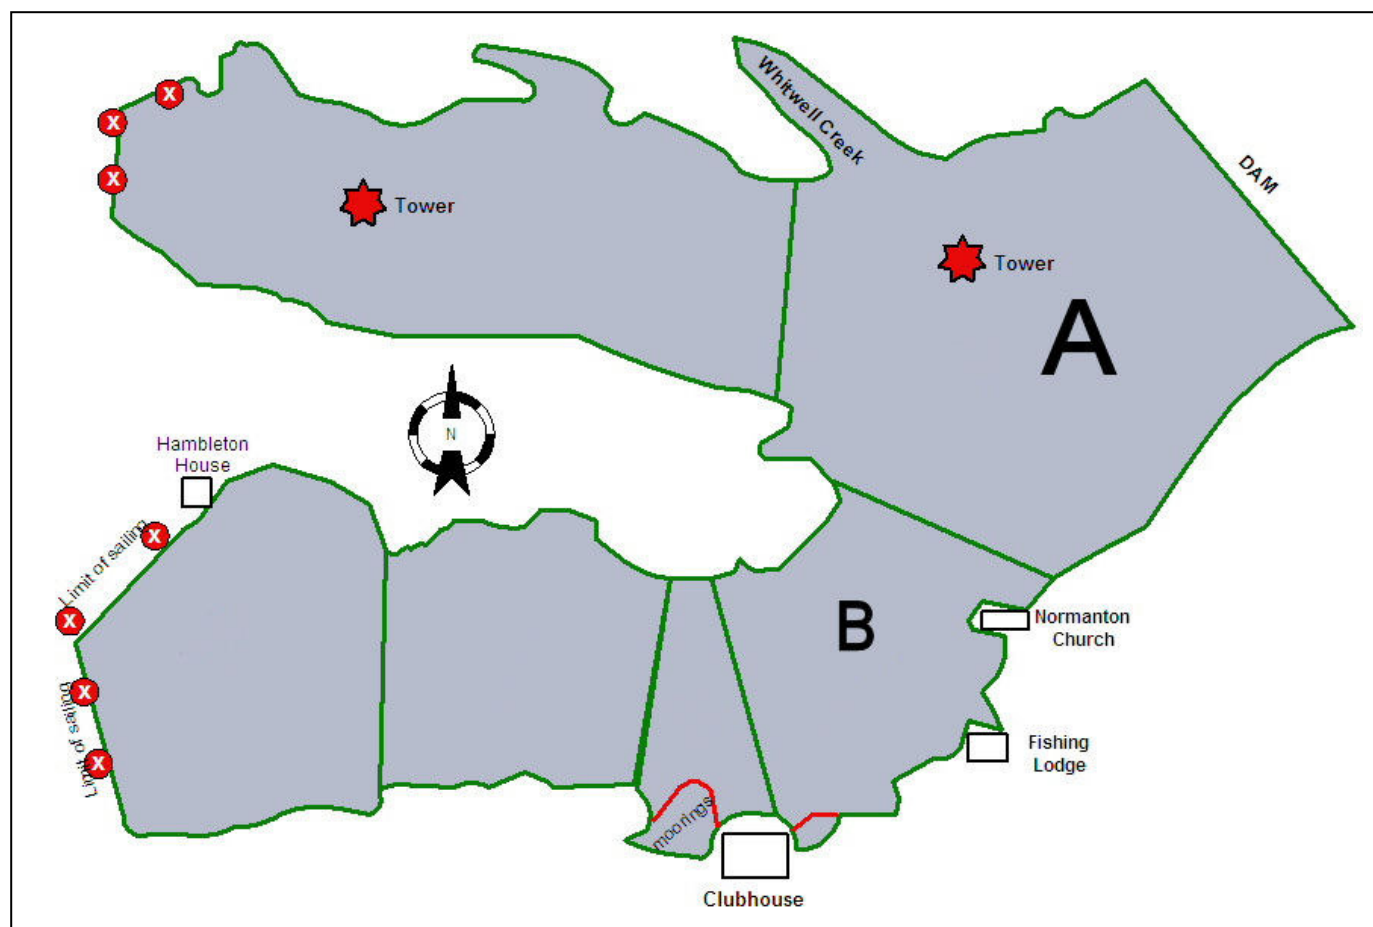 X
X
X
Tower
Whitwell Creek
DAM
Tower
A
N
Hambleton
House
X
Limit of sailing
X
X
Limit of sailing
X
B
Normanton
Church
Fishing
Lodge
moorings
Clubhouse